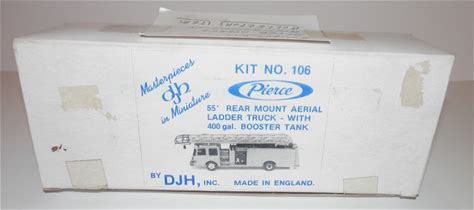 KIT NO. 106
Masterpieces
djh
in Miniature
Pierce
55' REAR MOUNT AERIAL
LADDER TRUCK - WITH
400 gal. BOOSTER TANK
BY DJH, INC. MADE IN ENGLAND.